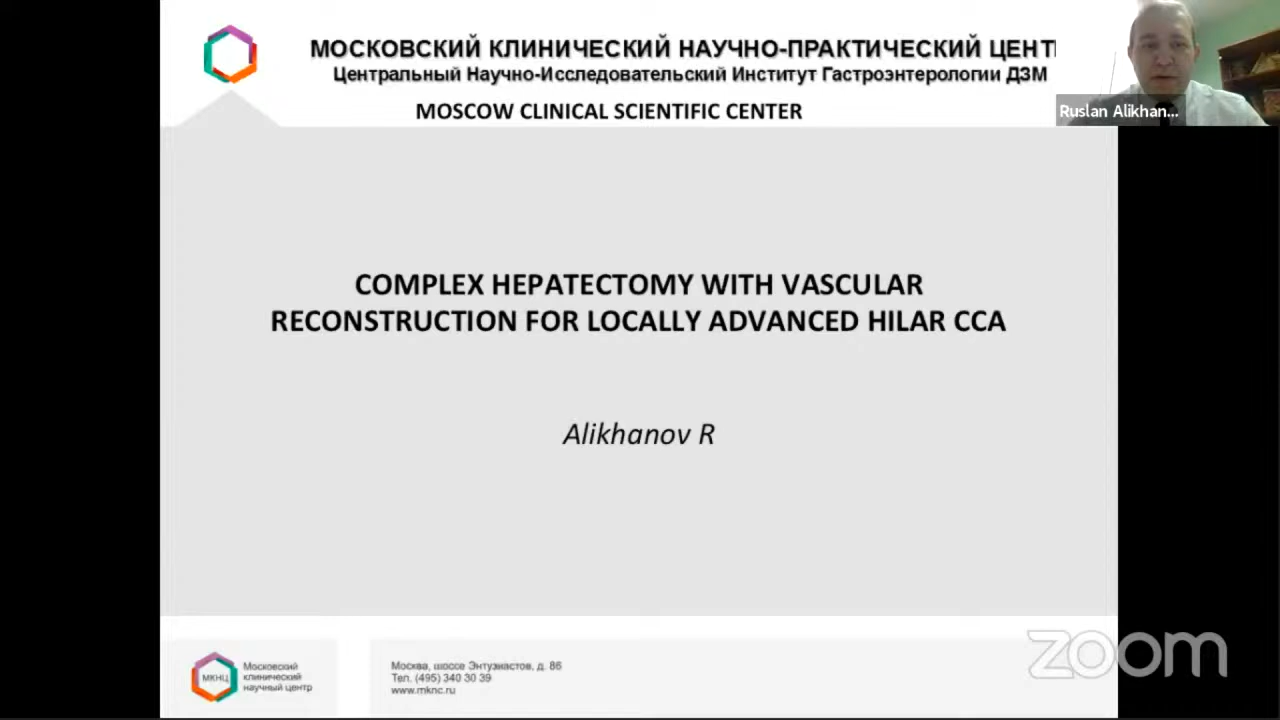 МОСКОВСКИЙ КЛИНИЧЕСКИЙ НАУЧНО-ПРАКТИЧЕСКИЙ ЦЕНТ
Центральный Научно-Исследовательский Институт Гастроэнтерологии ДЗМ
MOSCOW CLINICAL SCIENTIFIC CENTER
Ruslan Alikhan...
COMPLEX HEPATECTOMY WITH VASCULAR
RECONSTRUCTION FOR LOCALLY ADVANCED HILAR CCA
Alikhanov R
МКНЦ
Московский
клинический
научный центр
Москва, шоссе Энтузиастов, д. 86
Тел. (495) 340 30 39
www.mknc.ru
zoom